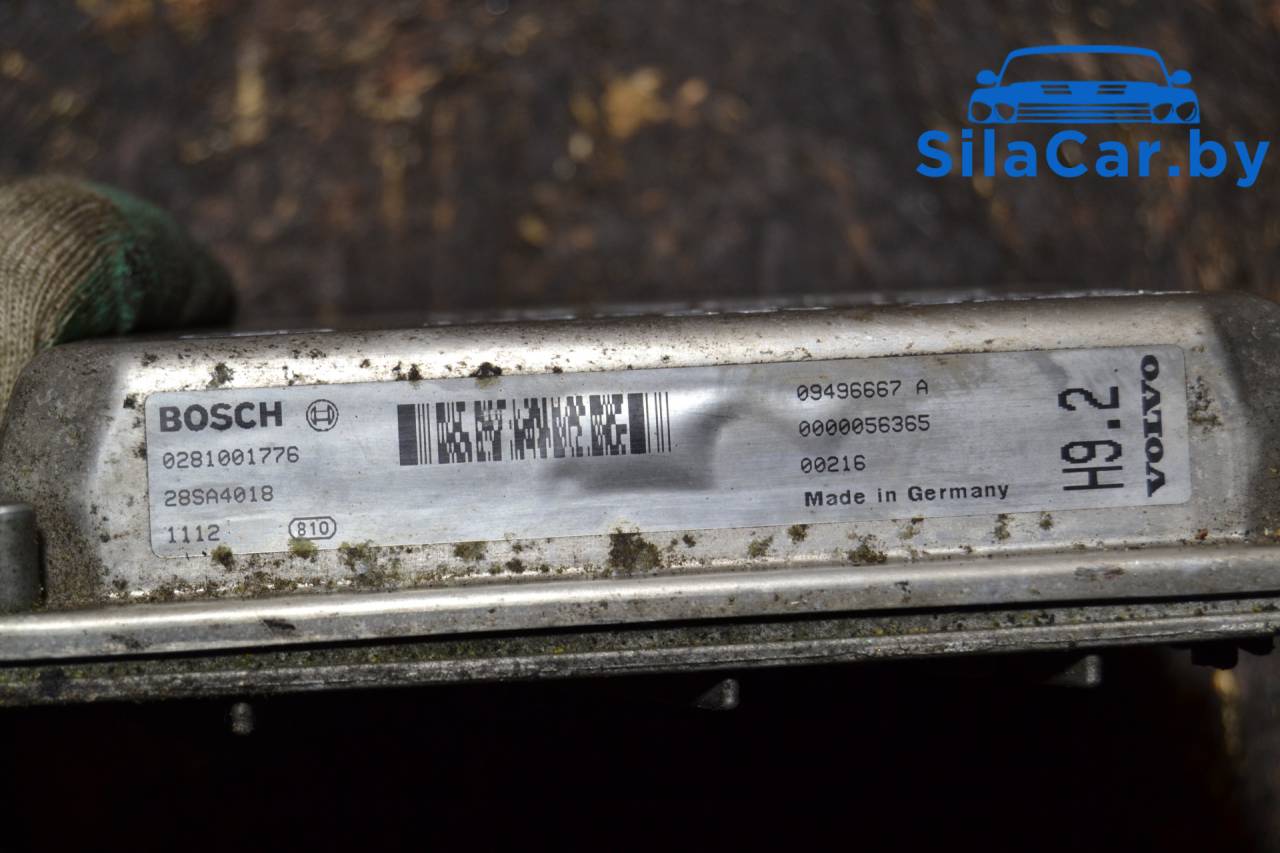 SilaCar.by
BOSCH
0281001776
28SA4018
1112 810
09496667 A
0000056365
00216
Made in Germany
H9.2
VOLVO